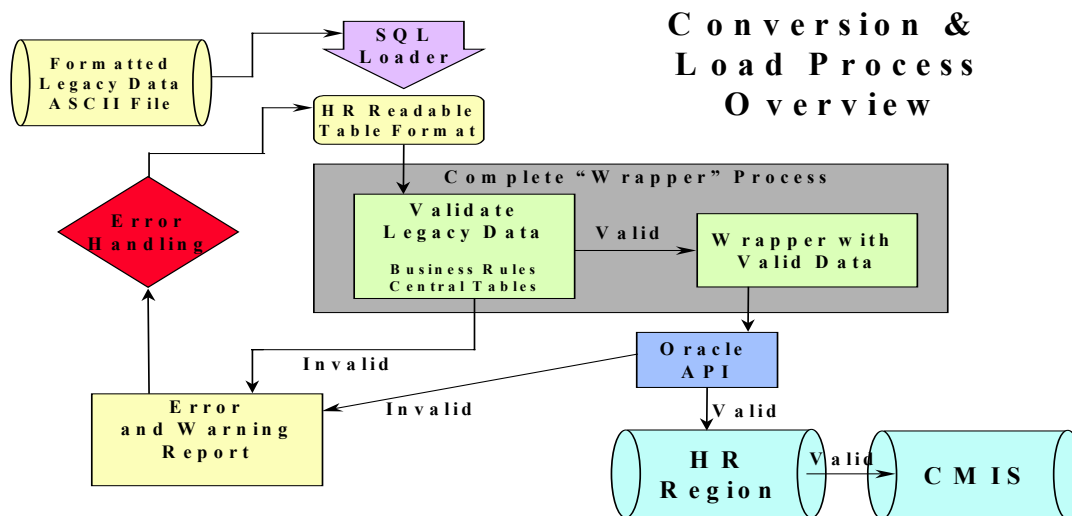 Conversion &
Load Process
Overview
SQL
Loader
Formatted
Legacy Data
ASCII File
HR Readable
Table Format
Complete “Wrapper” Process
Error
Handling
Validate
Legacy Data
Business Rules
Central Tables
Valid
Wrapper with
Valid Data
Invalid
Oracle
API
Invalid
Valid
Error
and Warning
Report
HR
Region
Valid
CMIS